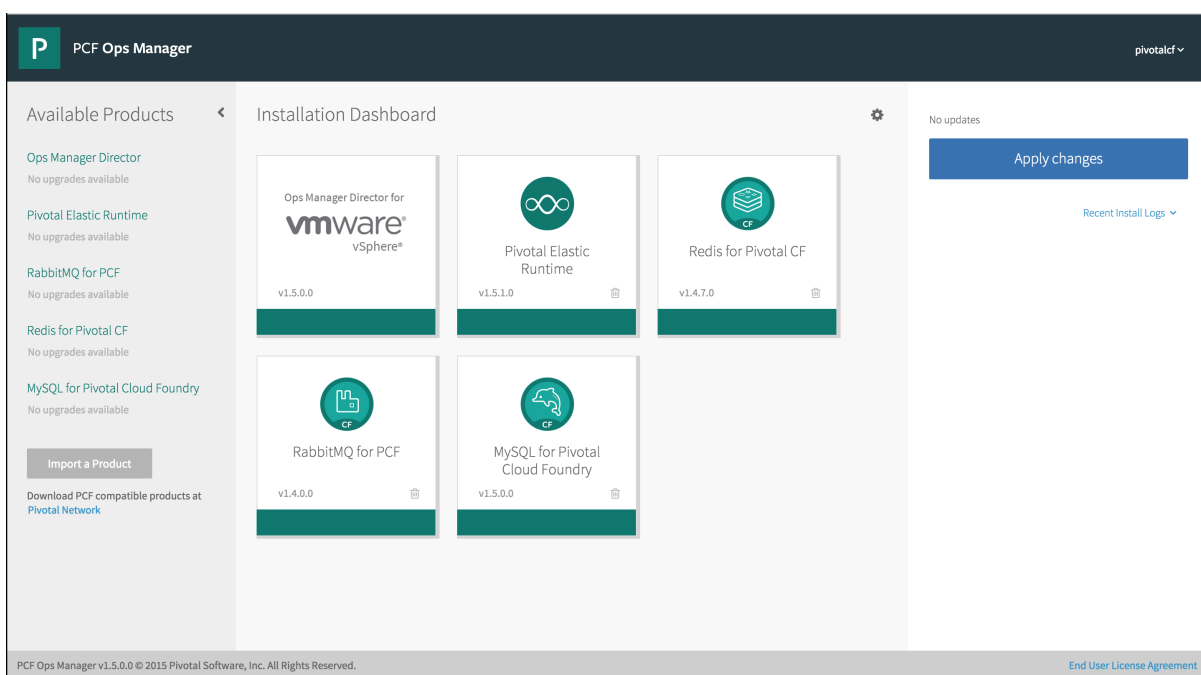 P
PCF Ops Manager
pivotalcf
Available Products
Ops Manager Director
No upgrades available
Pivotal Elastic Runtime
No upgrades available
RabbitMQ for PCF
No upgrades available
Redis for Pivotal CF
No upgrades available
MySQL for Pivotal Cloud Foundry
No upgrades available
Import a Product
Download PCF compatible products at
Pivotal Network
Installation Dashboard
Ops Manager Director for
vmware®
vSphere®
v1.5.0.0
Pivotal Elastic
Runtime
v1.5.1.0
CF
Redis for Pivotal CF
v1.4.7.0
CF
RabbitMQ for PCF
v1.4.0.0
CF
MySQL for Pivotal
Cloud Foundry
v1.5.0.0
No updates
Apply changes
Recent Install Logs
PCF Ops Manager v1.5.0.0 © 2015 Pivotal Software, Inc. All Rights Reserved.
End User License Agreement